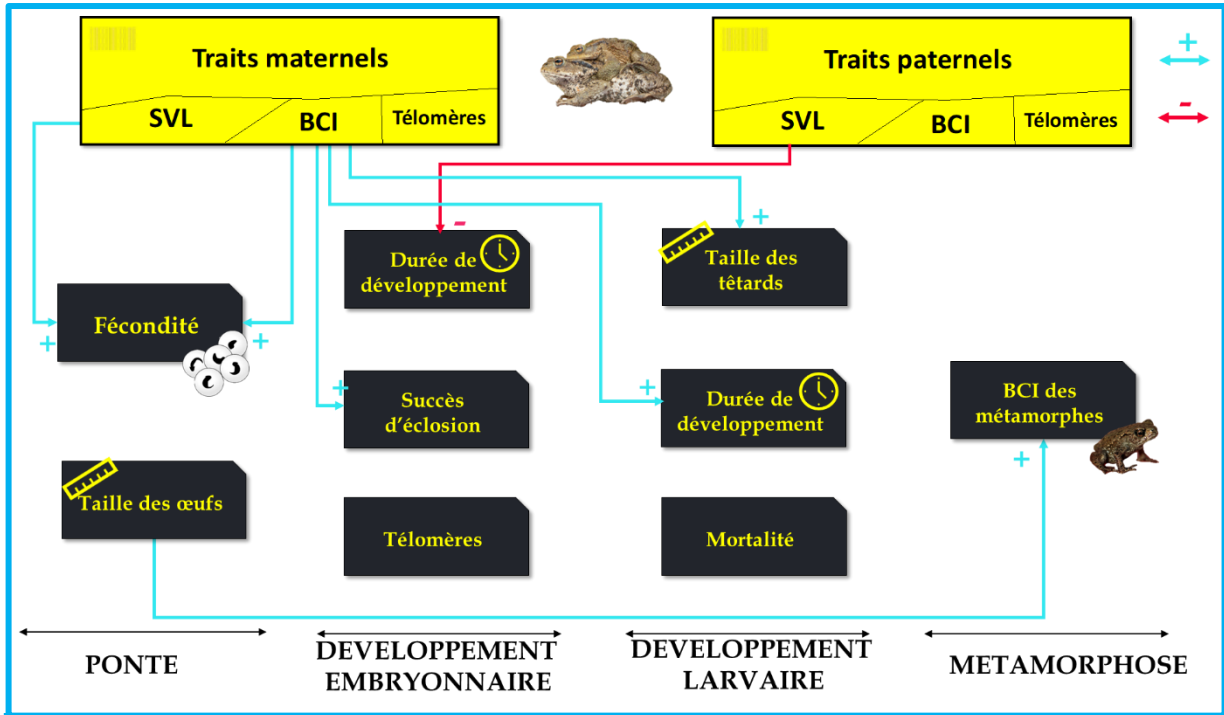 Traits maternels
SVL
BCI
Télomères
Traits paternels
SVL
BCI
Télomères
+
-
-
+
Durée de
développement
Taille des
têtards
Fécondité
+
+
+
Succès
d'éclosion
+
Durée de
développement
BCI des
métamorphes
+
Taille des œufs
Télomères
Mortalité
PONTE
DEVELOPPEMENT
EMBRYONNAIRE
DEVELOPPEMENT
LARVAIRE
METAMORPHOSE